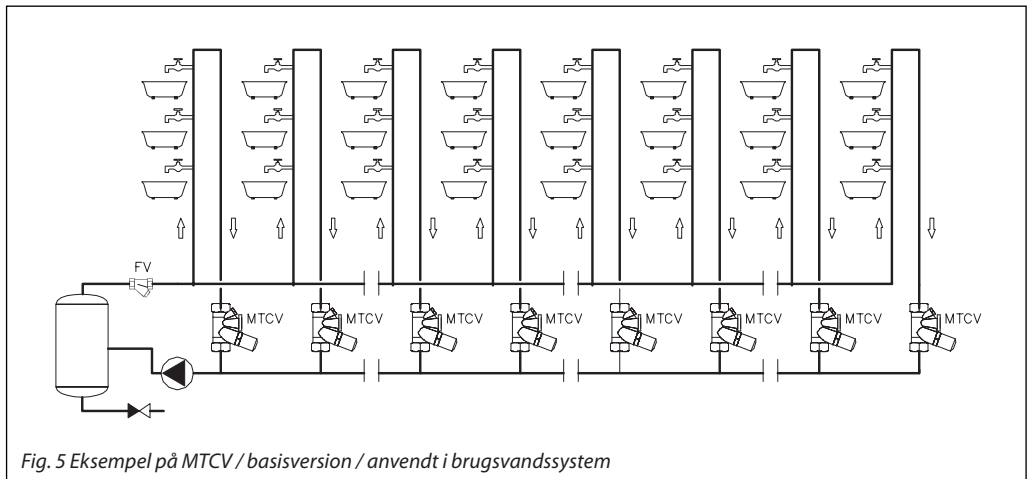 FV
MTCV MTCV MTCV MTCV MTCV MTCV MTCV MTCV
Fig. 5 Eksempel på MTCV / basisversion / anvendt i brugsvandssystem